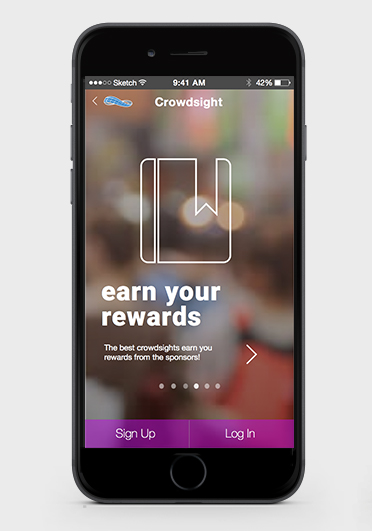 Sketch 9:41 AM 42%
Crowdsight
earn your
rewards
The best crowdsights earn you
rewards from the sponsors!
Sign Up Log In